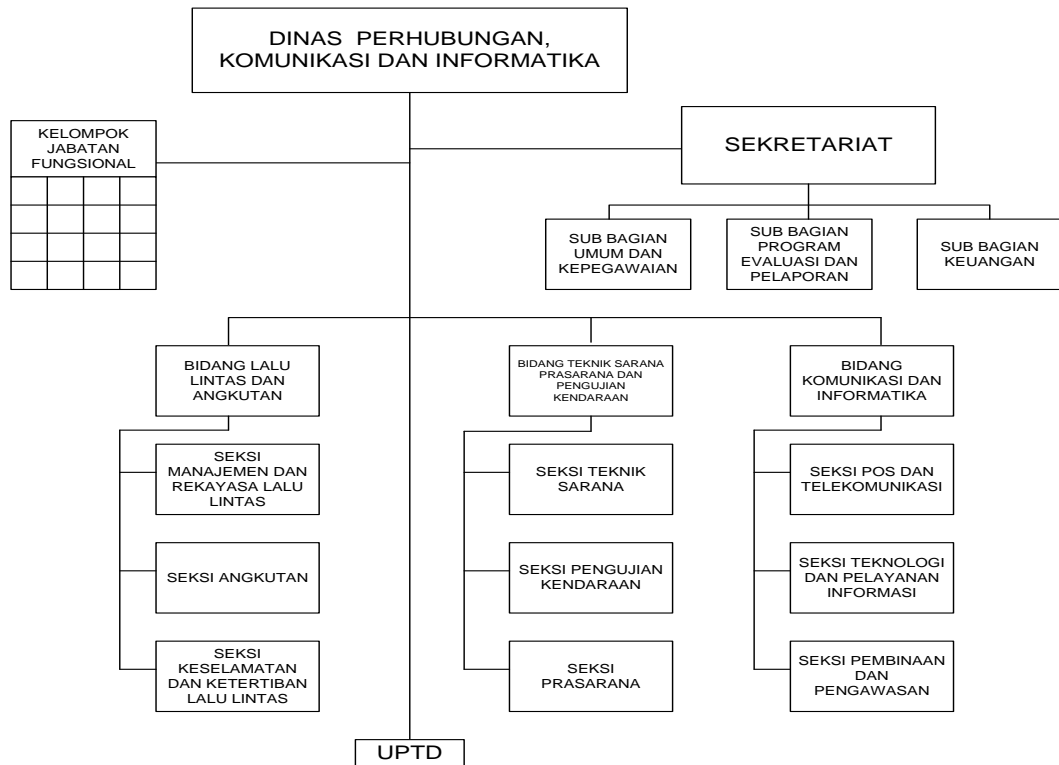 DINAS PERHUBUNGAN,
KOMUNIKASI DAN INFORMATIKA
KELOMPOK
JABATAN
FUNGSIONAL
SEKRETARIAT
SUB BAGIAN
UMUM DAN
KEPEGAWAIAN
SUB BAGIAN
PROGRAM
EVALUASI DAN
PELAPORAN
SUB BAGIAN
KEUANGAN
BIDANG LALU
LINTAS DAN
ANGKUTAN
BIDANG TEKNIK SARANA
PRASARANA DAN
PENGUJIAN
KENDARAAN
BIDANG
KOMUNIKASI DAN
INFORMATIKA
SEKSI
MANAJEMEN DAN
REKAYASA LALU
LINTAS
SEKSI TEKNIK
SARANA
SEKSI POS DAN
TELEKOMUNIKASI
SEKSI ANGKUTAN
SEKSI PENGUJIAN
KENDARAAN
SEKSI TEKNOLOGI
DAN PELAYANAN
INFORMASI
SEKSI
KESELAMATAN
DAN KETERTIBAN
LALU LINTAS
SEKSI
PRASARANA
SEKSI PEMBINAAN
DAN
PENGAWASAN
UPTD